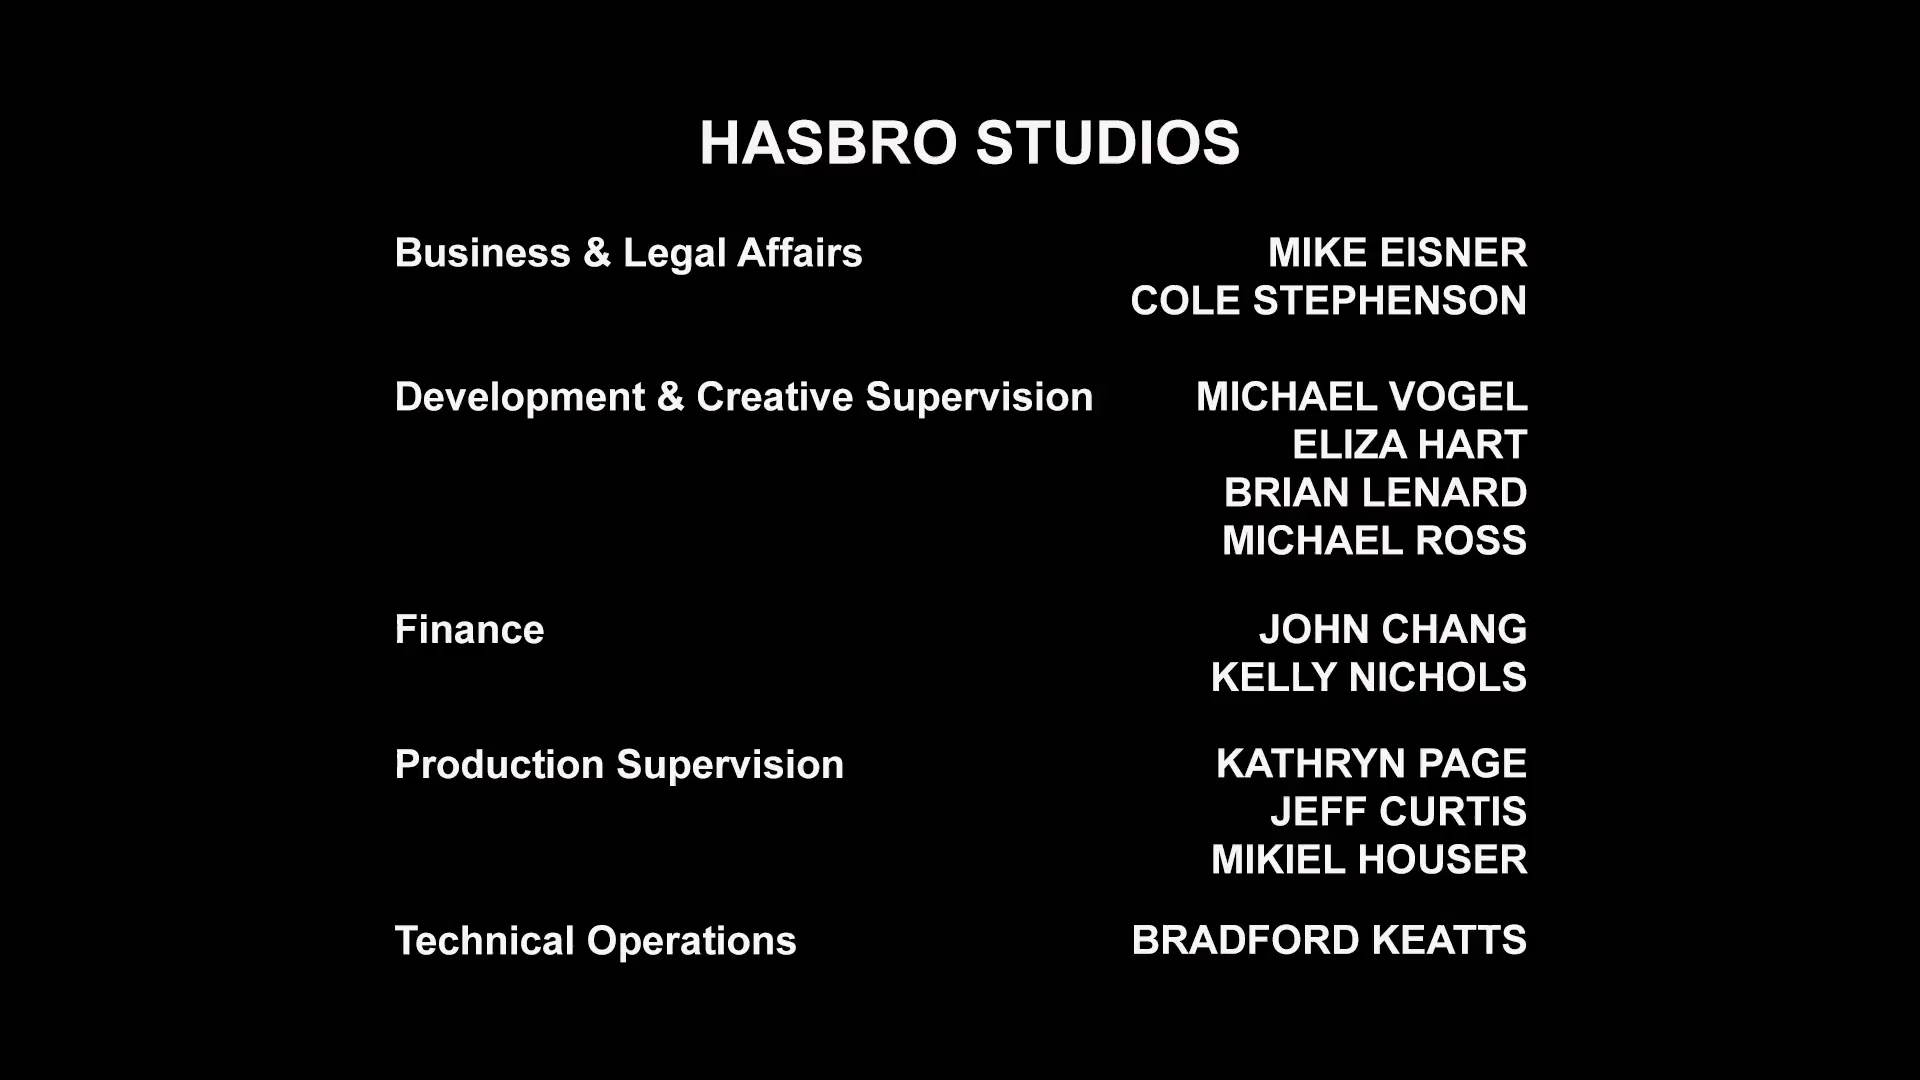 HASBRO STUDIOS
Business & Legal Affairs MIKE EISNER
COLE STEPHENSON
Development & Creative Supervision MICHAEL VOGEL
ELIZA HART
BRIAN LENARD
MICHAEL ROSS
Finance JOHN CHANG
KELLY NICHOLS
Production Supervision KATHRYN PAGE
JEFF CURTIS
MIKIEL HOUSER
Technical Operations BRADFORD KEATTS